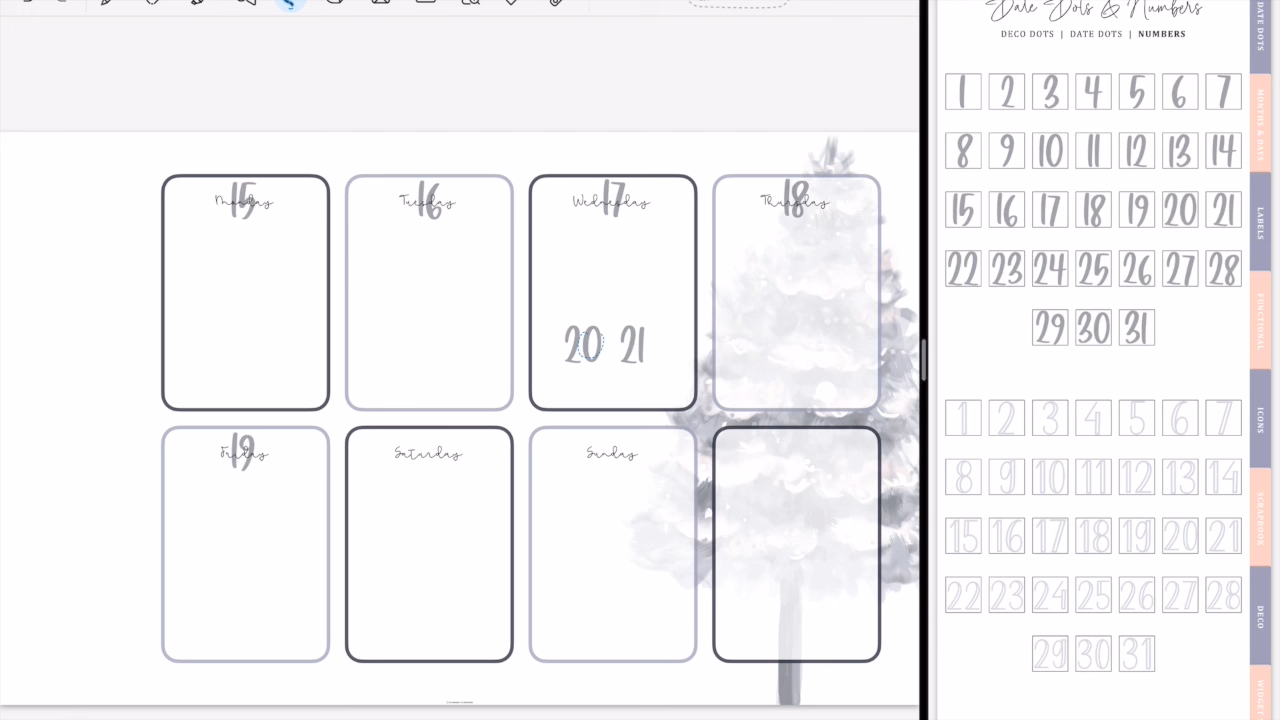 Date Dots & Numbers
DECO DOTS | DATE DOTS | NUMBERS
1 2 3 4 5 6 7
8 9 10 11 12 13 14
15 16 17 18 19 20 21
22 23 24 25 26 27 28
29 30 31
1 2 3 4 5 6 7
8 9 10 11 12 13 14
15 16 17 18 19 20 21
22 23 24 25 26 27 28
29 30 31
DATE DOTS
MONTHS & DAYS
LABELS
FUNCTIONAL
ICONS
SCRAPBOOK
DECO
WIDGET
15 16 17 18
Monday Tuesday Wednesday Thursday
20 21
19
Friday Saturday Sunday